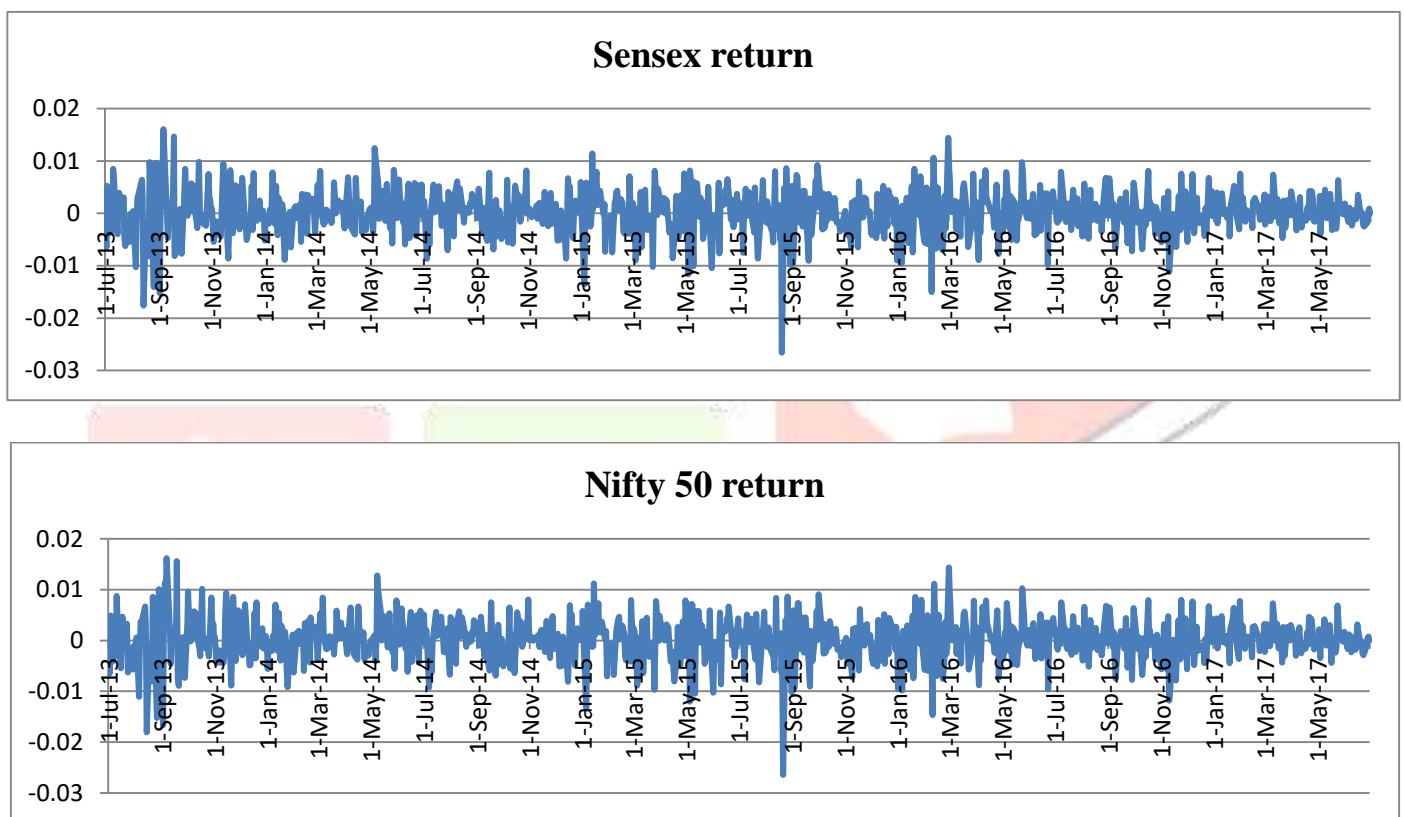 Sensex return
0.02
0.01
0
-0.01
-0.02
-0.03
1-Jul-13
1-Sep-13
1-Nov-13
1-Jan-14
1-Mar-14
1-May-14
1-Jul-14
1-Sep-14
1-Nov-14
1-Jan-15
1-Mar-15
1-May-15
1-Jul-15
1-Sep-15
1-Nov-15
1-Jan-16
1-Mar-16
1-May-16
1-Jul-16
1-Sep-16
1-Nov-16
1-Jan-17
1-Mar-17
1-May-17
Nifty 50 return
0.02
0.01
0
-0.01
-0.02
-0.03
1-Jul-13
1-Sep-13
1-Nov-13
1-Jan-14
1-Mar-14
1-May-14
1-Jul-14
1-Sep-14
1-Nov-14
1-Jan-15
1-Mar-15
1-May-15
1-Jul-15
1-Sep-15
1-Nov-15
1-Jan-16
1-Mar-16
1-May-16
1-Jul-16
1-Sep-16
1-Nov-16
1-Jan-17
1-Mar-17
1-May-17